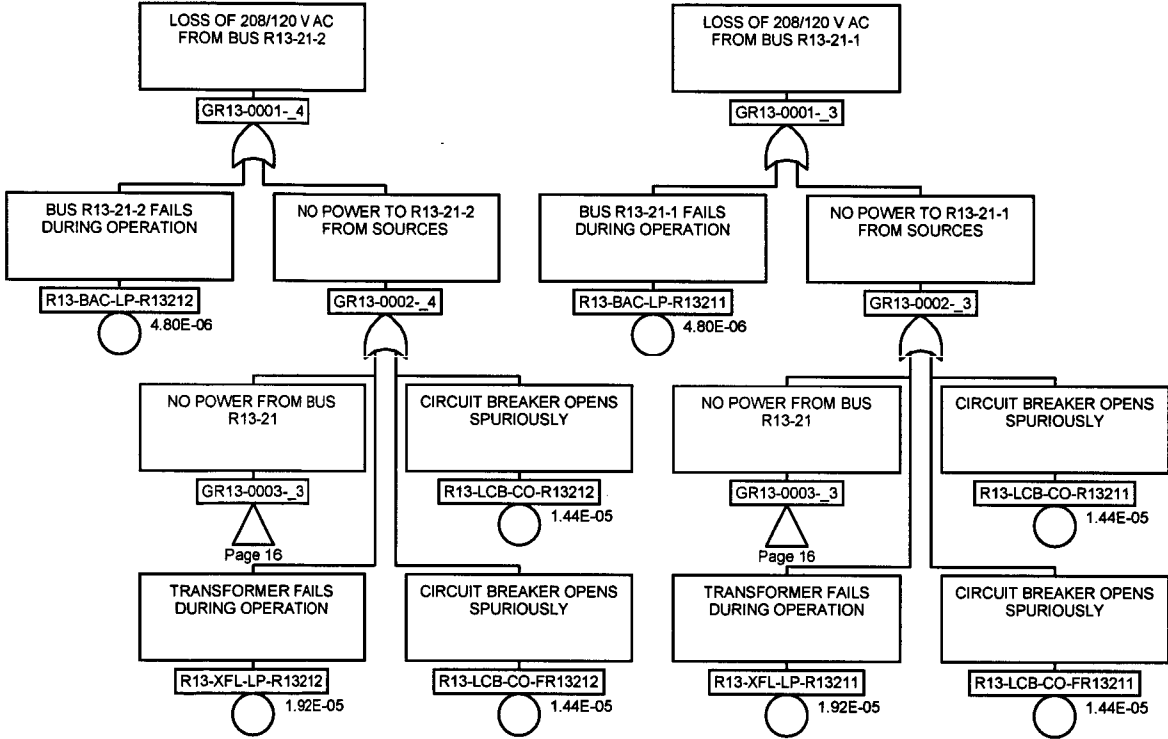 LOSS OF 208/120 V AC
FROM BUS R13-21-2
GR13-0001-_4
BUS R13-21-2 FAILS
DURING OPERATION
R13-BAC-LP-R13212
4.80E-06
NO POWER TO R13-21-2
FROM SOURCES
GR13-0002-_4
NO POWER FROM BUS
R13-21
GR13-0003-_3
Page 16
CIRCUIT BREAKER OPENS
SPURIOUSLY
R13-LCB-CO-R13212
1.44E-05
TRANSFORMER FAILS
DURING OPERATION
R13-XFL-LP-R13212
1.92E-05
CIRCUIT BREAKER OPENS
SPURIOUSLY
R13-LCB-CO-FR13212
1.44E-05
LOSS OF 208/120 V AC
FROM BUS R13-21-1
GR13-0001-_3
BUS R13-21-1 FAILS
DURING OPERATION
R13-BAC-LP-R13211
4.80E-06
NO POWER TO R13-21-1
FROM SOURCES
GR13-0002-_3
NO POWER FROM BUS
R13-21
GR13-0003-_3
Page 16
CIRCUIT BREAKER OPENS
SPURIOUSLY
R13-LCB-CO-R13211
1.44E-05
TRANSFORMER FAILS
DURING OPERATION
R13-XFL-LP-R13211
1.92E-05
CIRCUIT BREAKER OPENS
SPURIOUSLY
R13-LCB-CO-FR13211
1.44E-05